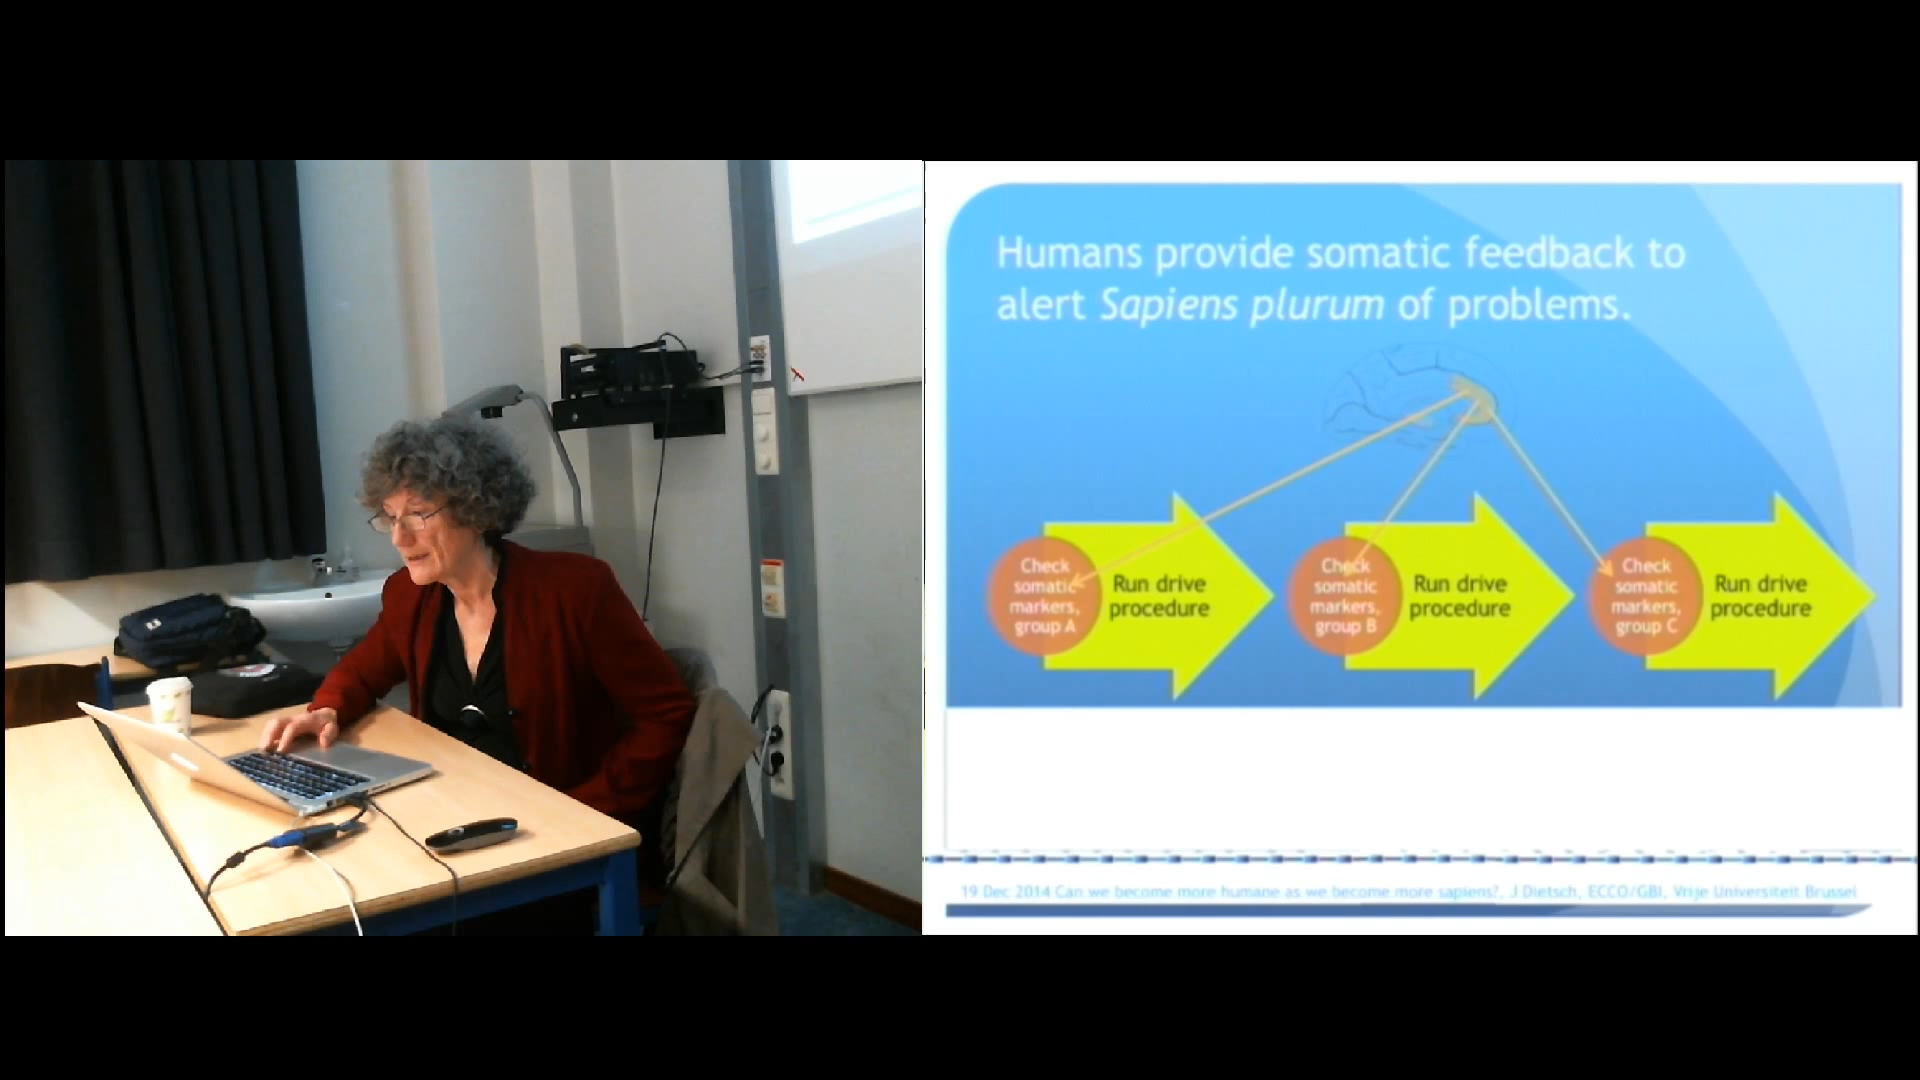 Humans provide somatic feedback to
alert Sapiens plurum of problems.
Check
somatic
markers,
group A
Run drive
procedure
Check
somatic
markers,
group B
Run drive
procedure
Check
somatic
markers,
group C
Run drive
procedure
19 Dec 2014 Can we become more humane as we become more sapiens?, J Dietsch, ECCO/GBI, Vrije Universiteit Brussel